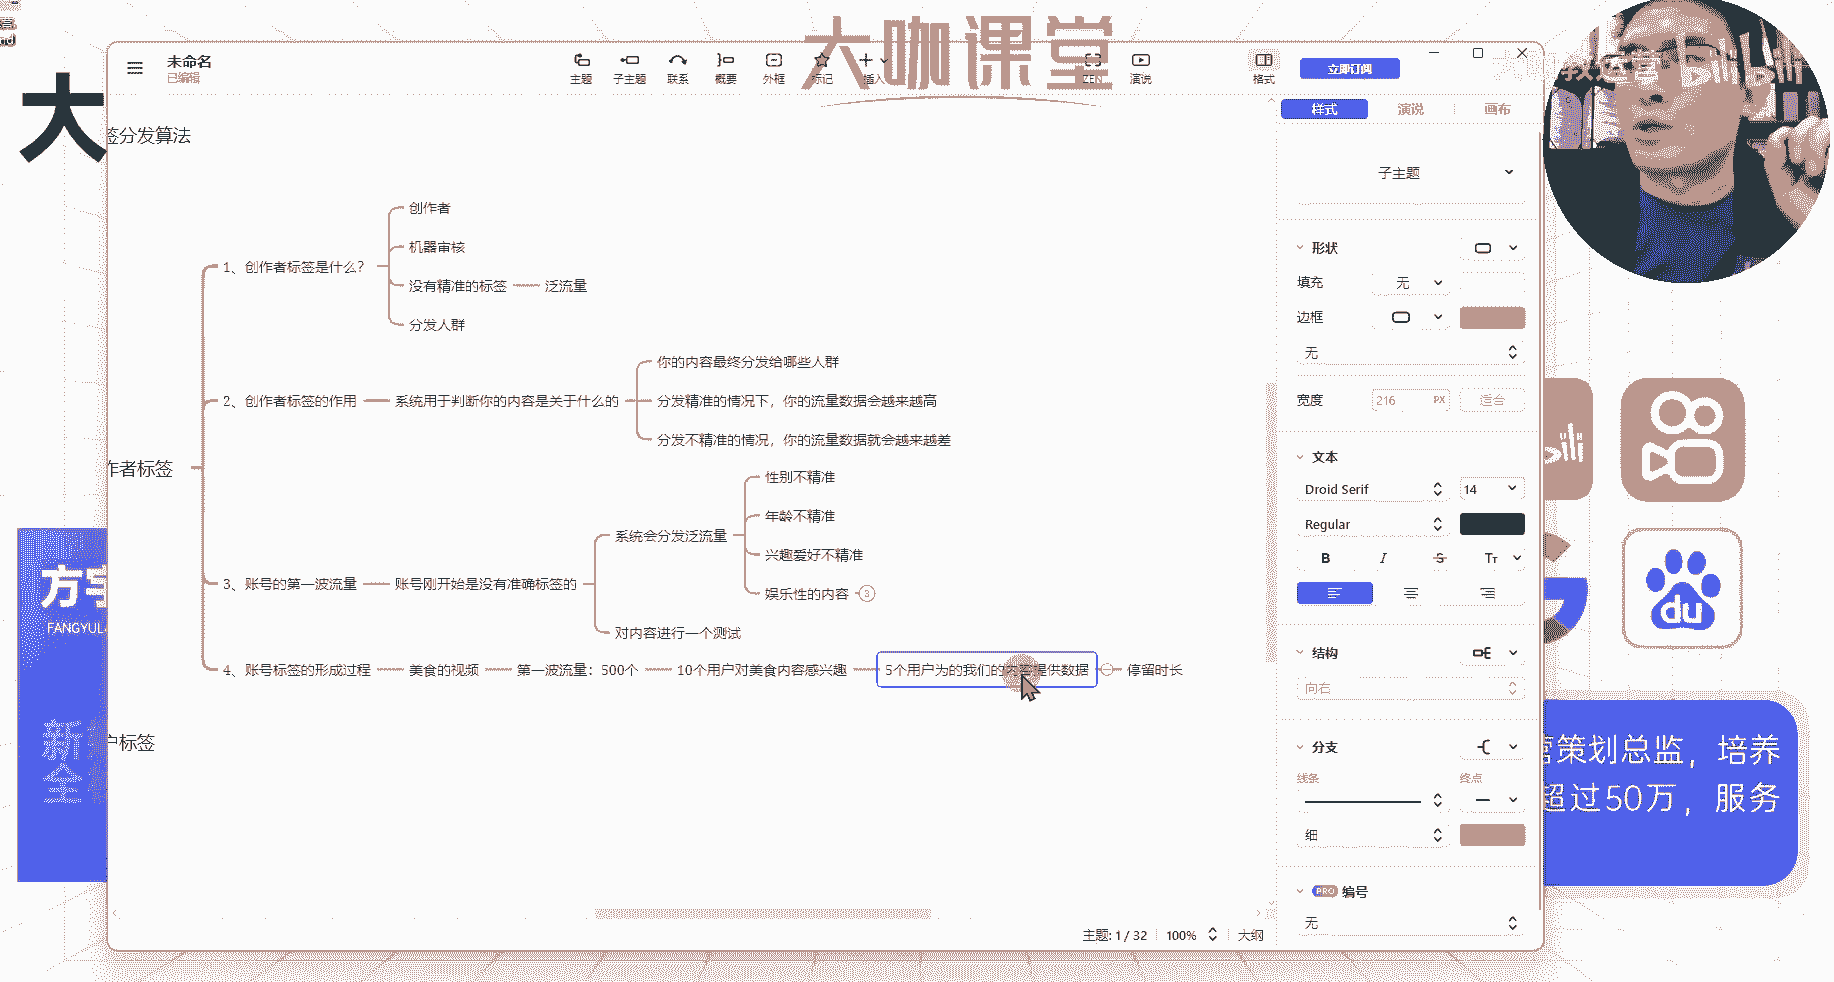 大咖课堂
未命名
已编辑
主题
子主题
联系
概要
外框
标记
插入
ZEN
演说
格式
立即订阅
大
签分发算法
样式
演说
画布
子主题
创作者
机器审核
1、创作者标签是什么？
没有精准的标签
泛流量
分发人群
形状
填充
无
边框
无
宽度
216
PX
适合
你的内容最终分发给哪些人群
2、创作者标签的作用
系统用于判断你的内容是关于什么的
分发精准的情况下，你的流量数据会越来越高
分发不精准的情况，你的流量数据就会越来越差
作者标签
性别不精准
年龄不精准
系统会分发泛流量
兴趣爱好不精准
3、账号的第一波流量
账号刚开始是没有准确标签的
娱乐性的内容
3
对内容进行一个测试
4、账号标签的形成过程
美食的视频
第一波流量：500个
10个用户对美食内容感兴趣
5个用户为的我们的内容提供数据
停留时长
户标签
文本
Droid Serif
14
Regular
B
I
S
Tт
结构
向右
分支
线条
终点
细
PRO
编号
无
主题: 1 / 32
100%
大纲
方宇
FANGYUL
新
全
bili
du
营策划总监，培养
超过50万，服务